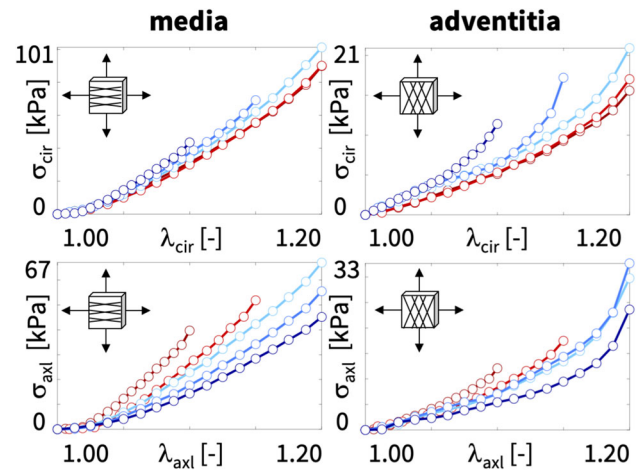 media adventitia
101
σcir [kPa]
0
1.00 λcir [-] 1.20
21
σcir [kPa]
0
1.00 λcir [-] 1.20
67
σaxl [kPa]
0
1.00 λaxl [-] 1.20
33
σaxl [kPa]
0
1.00 λaxl [-] 1.20